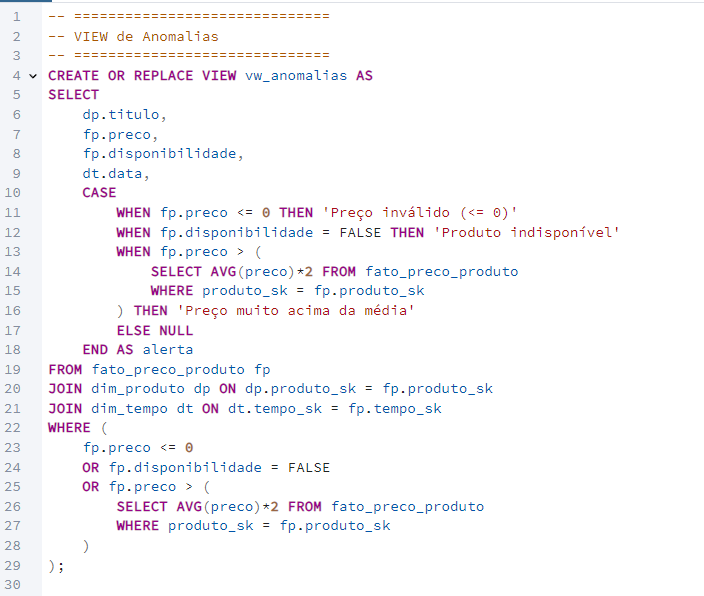 1 -- ==============================
2 -- VIEW de Anomalias
3 -- ==============================
4 CREATE OR REPLACE VIEW vw_anomalias AS
5 SELECT
6     dp.titulo,
7     fp.preco,
8     fp.disponibilidade,
9     dt.data,
10     CASE
11         WHEN fp.preco <= 0 THEN 'Preço inválido (<= 0)'
12         WHEN fp.disponibilidade = FALSE THEN 'Produto indisponível'
13         WHEN fp.preco > (
14             SELECT AVG(preco)*2 FROM fato_preco_produto
15             WHERE produto_sk = fp.produto_sk
16         ) THEN 'Preço muito acima da média'
17         ELSE NULL
18     END AS alerta
19 FROM fato_preco_produto fp
20 JOIN dim_produto dp ON dp.produto_sk = fp.produto_sk
21 JOIN dim_tempo dt ON dt.tempo_sk = fp.tempo_sk
22 WHERE (
23     fp.preco <= 0
24     OR fp.disponibilidade = FALSE
25     OR fp.preco > (
26         SELECT AVG(preco)*2 FROM fato_preco_produto
27         WHERE produto_sk = fp.produto_sk
28     )
29 );
30